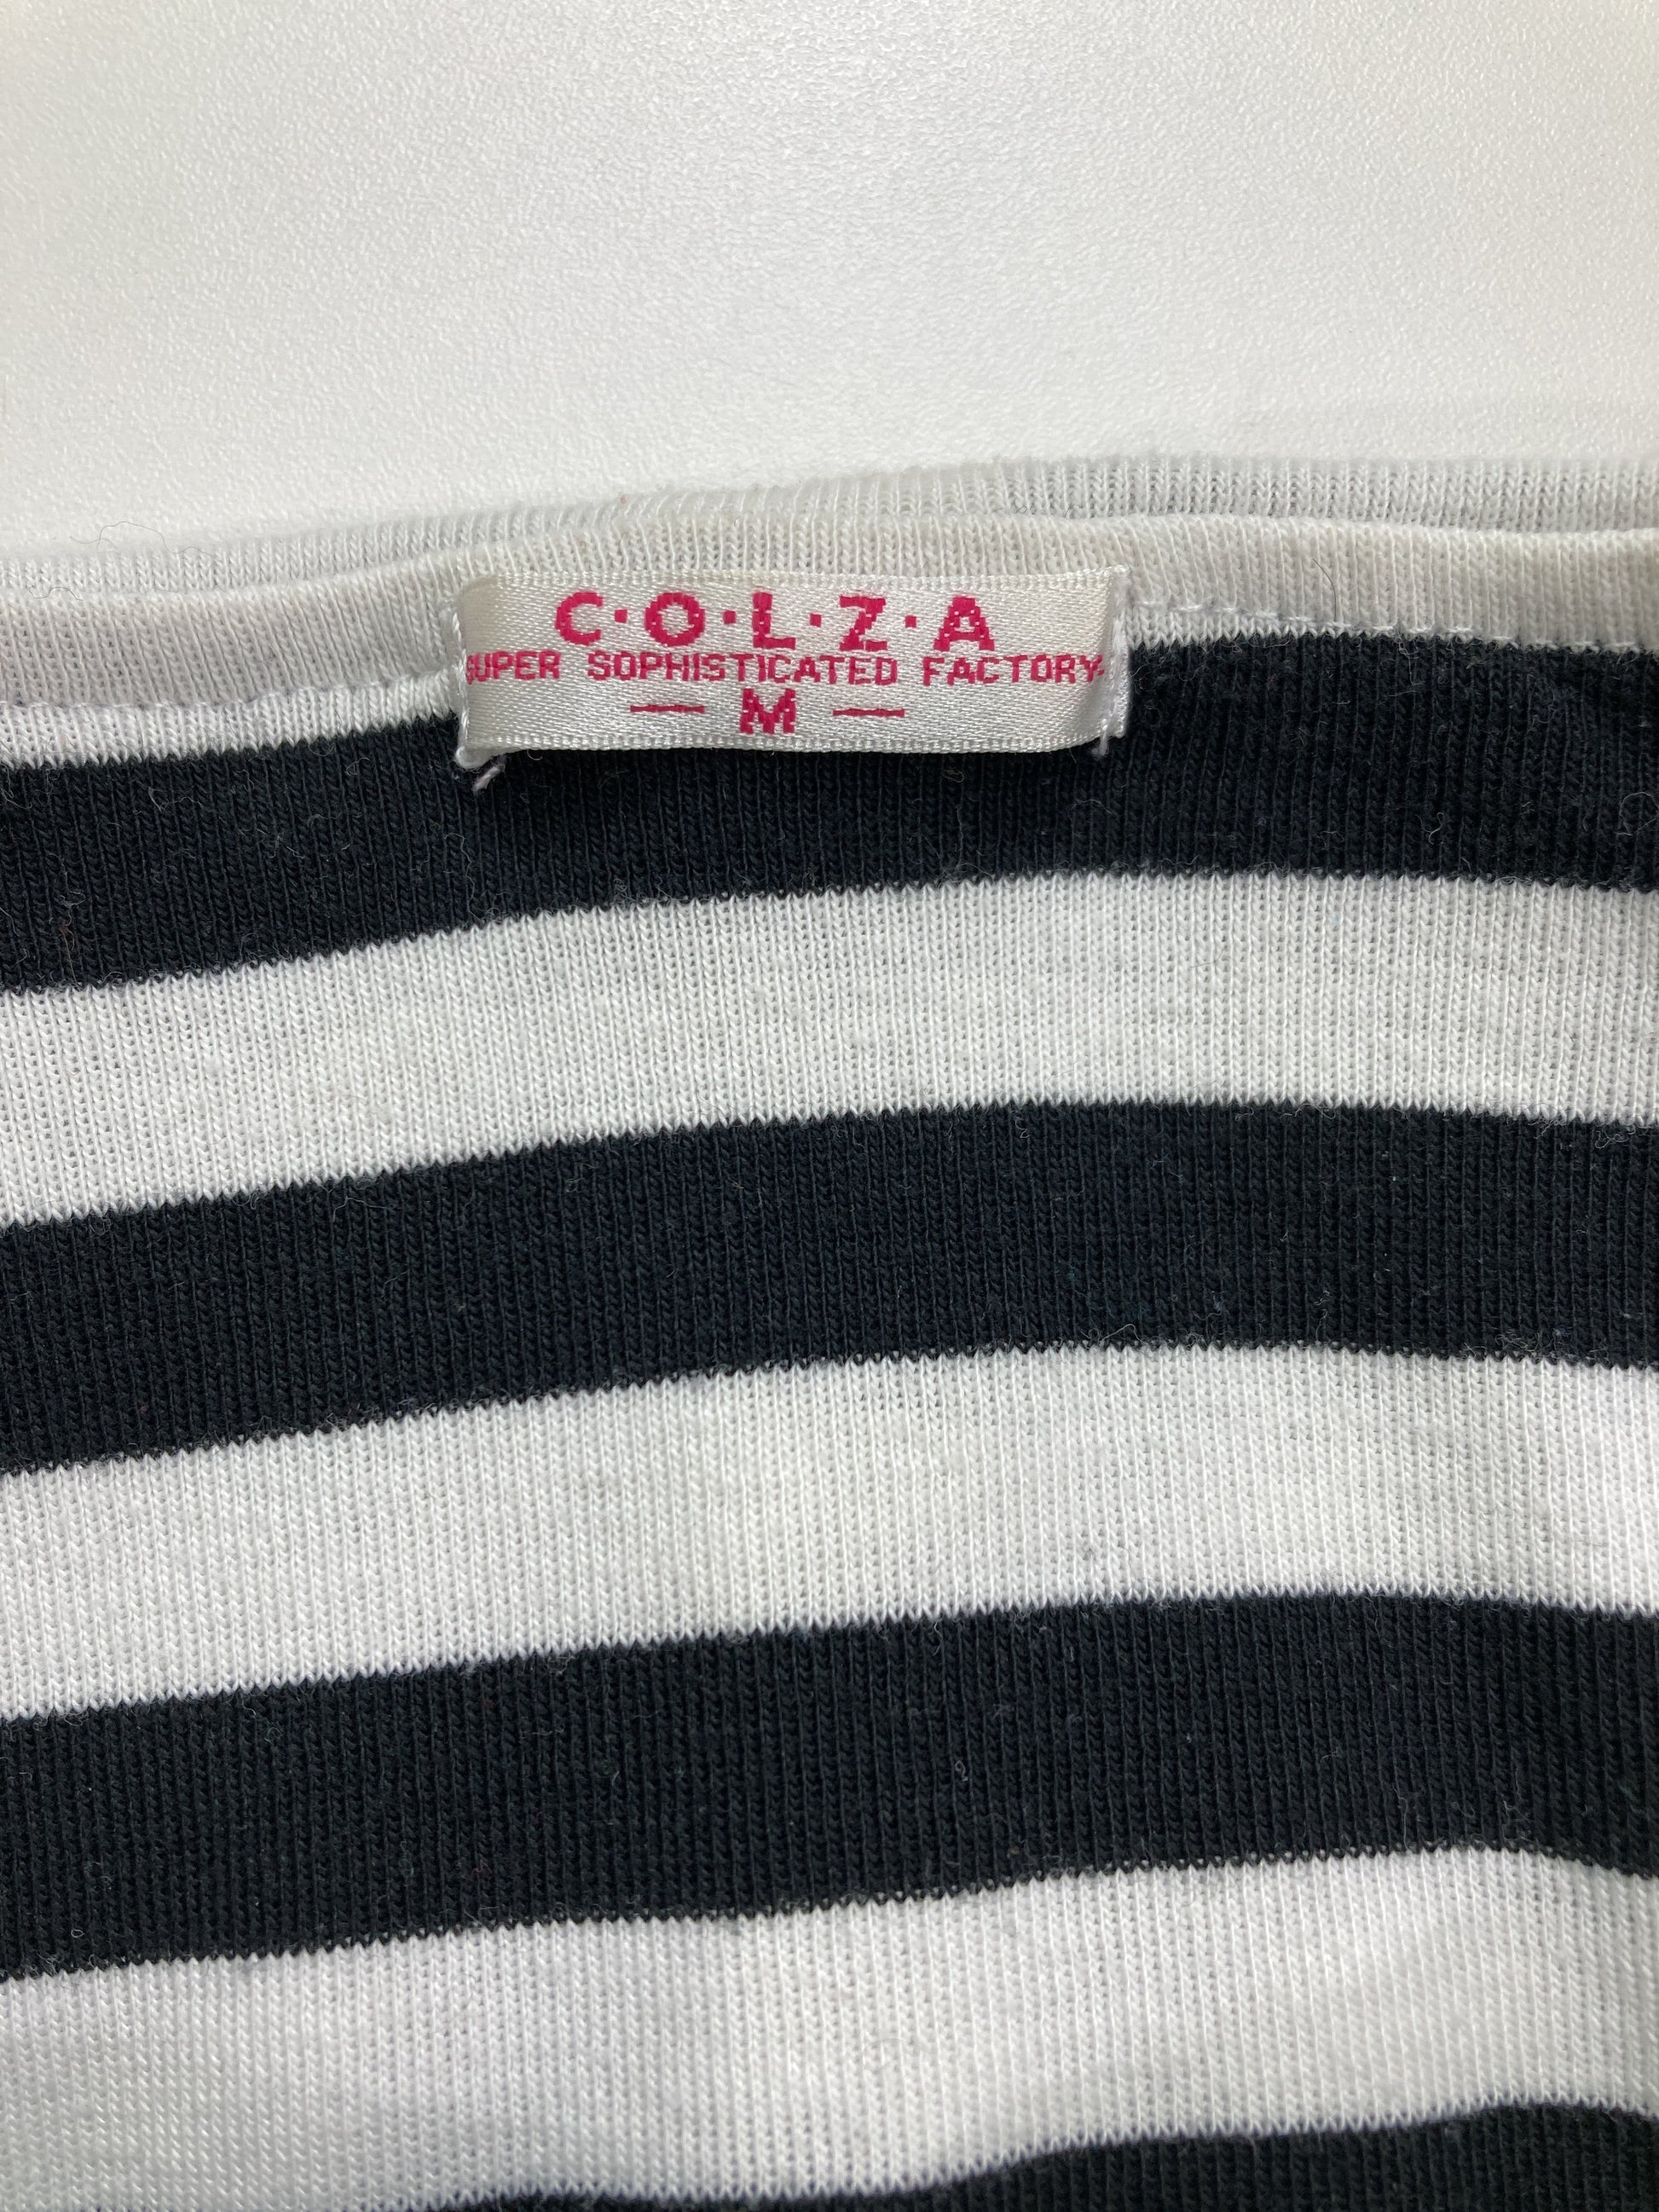 C·O·L·Z·A
SUPER SOPHISTICATED FACTORY-
— M —